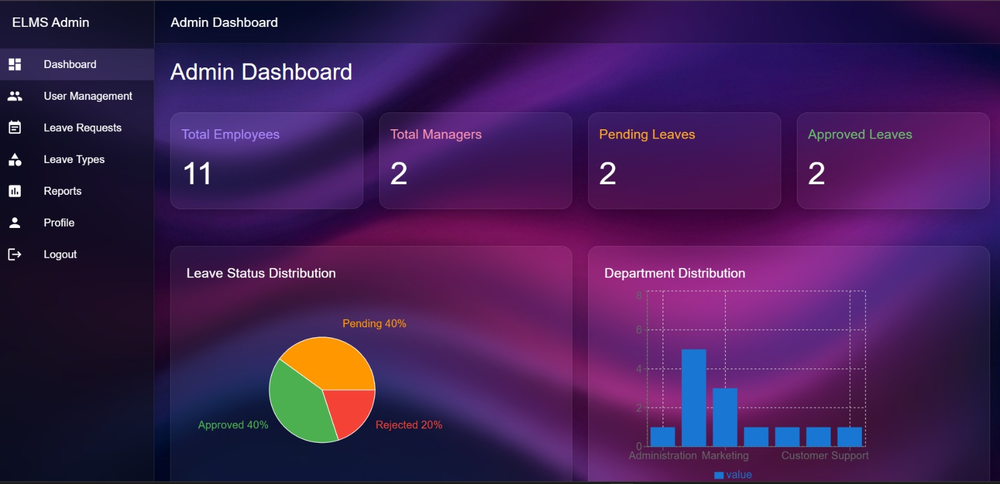 ELMS Admin
Admin Dashboard
Dashboard
User Management
Leave Requests
Leave Types
Reports
Profile
Logout
Admin Dashboard
Total Employees
11
Total Managers
2
Pending Leaves
2
Approved Leaves
2
Leave Status Distribution
Pending 40%
Approved 40%
Rejected 20%
Department Distribution
8
6
4
2
0
Administration Marketing Customer Support
value